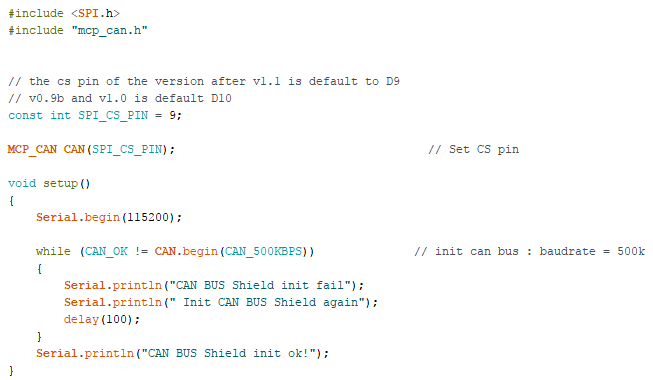 #include <SPI.h>
#include "mcp_can.h"
// the cs pin of the version after v1.1 is default to D9
// v0.9b and v1.0 is default D10
const int SPI_CS_PIN = 9;
MCP_CAN CAN(SPI_CS_PIN); // Set CS pin
void setup()
{
Serial.begin(115200);
while (CAN_OK != CAN.begin(CAN_500KBPS)) // init can bus : baudrate = 500k
{
Serial.println("CAN BUS Shield init fail");
Serial.println(" Init CAN BUS Shield again");
delay(100);
}
Serial.println("CAN BUS Shield init ok!");
}